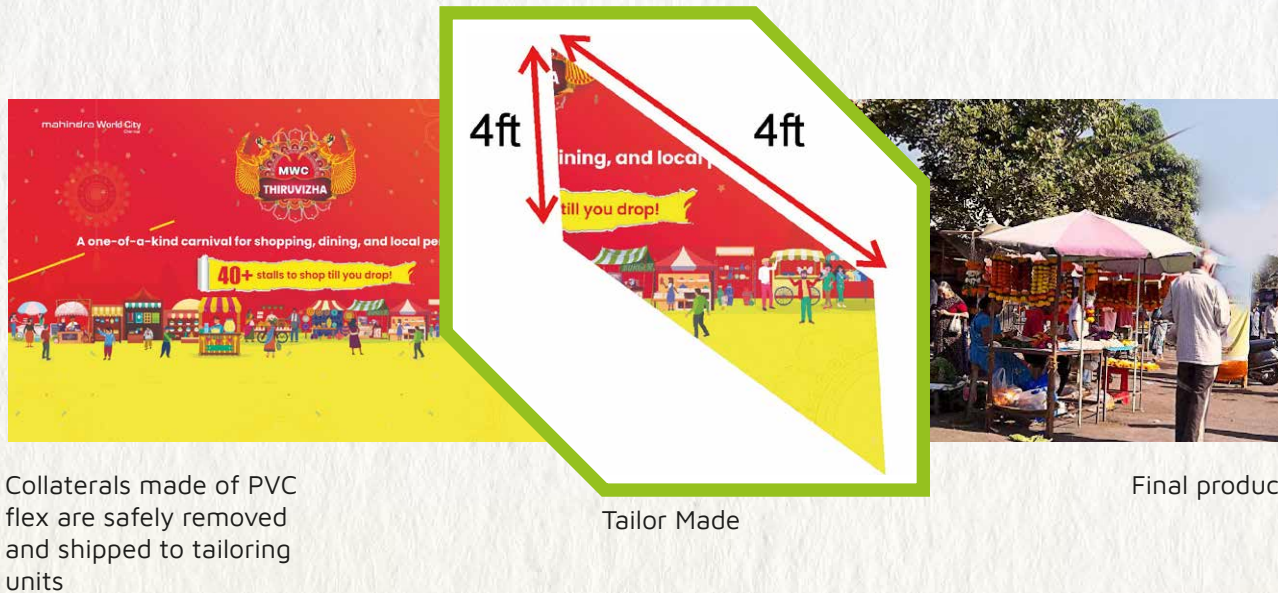 mahindra World City
MWC
THIRUVIZHA
A one-of-a-kind carnival for shopping, dining, and local pe
40+ stalls to shop till you drop!
4ft
4ft
A
ining, and local
till you drop!
BURGER
Collaterals made of PVC
flex are safely removed
and shipped to tailoring
units
Tailor Made
Final produc